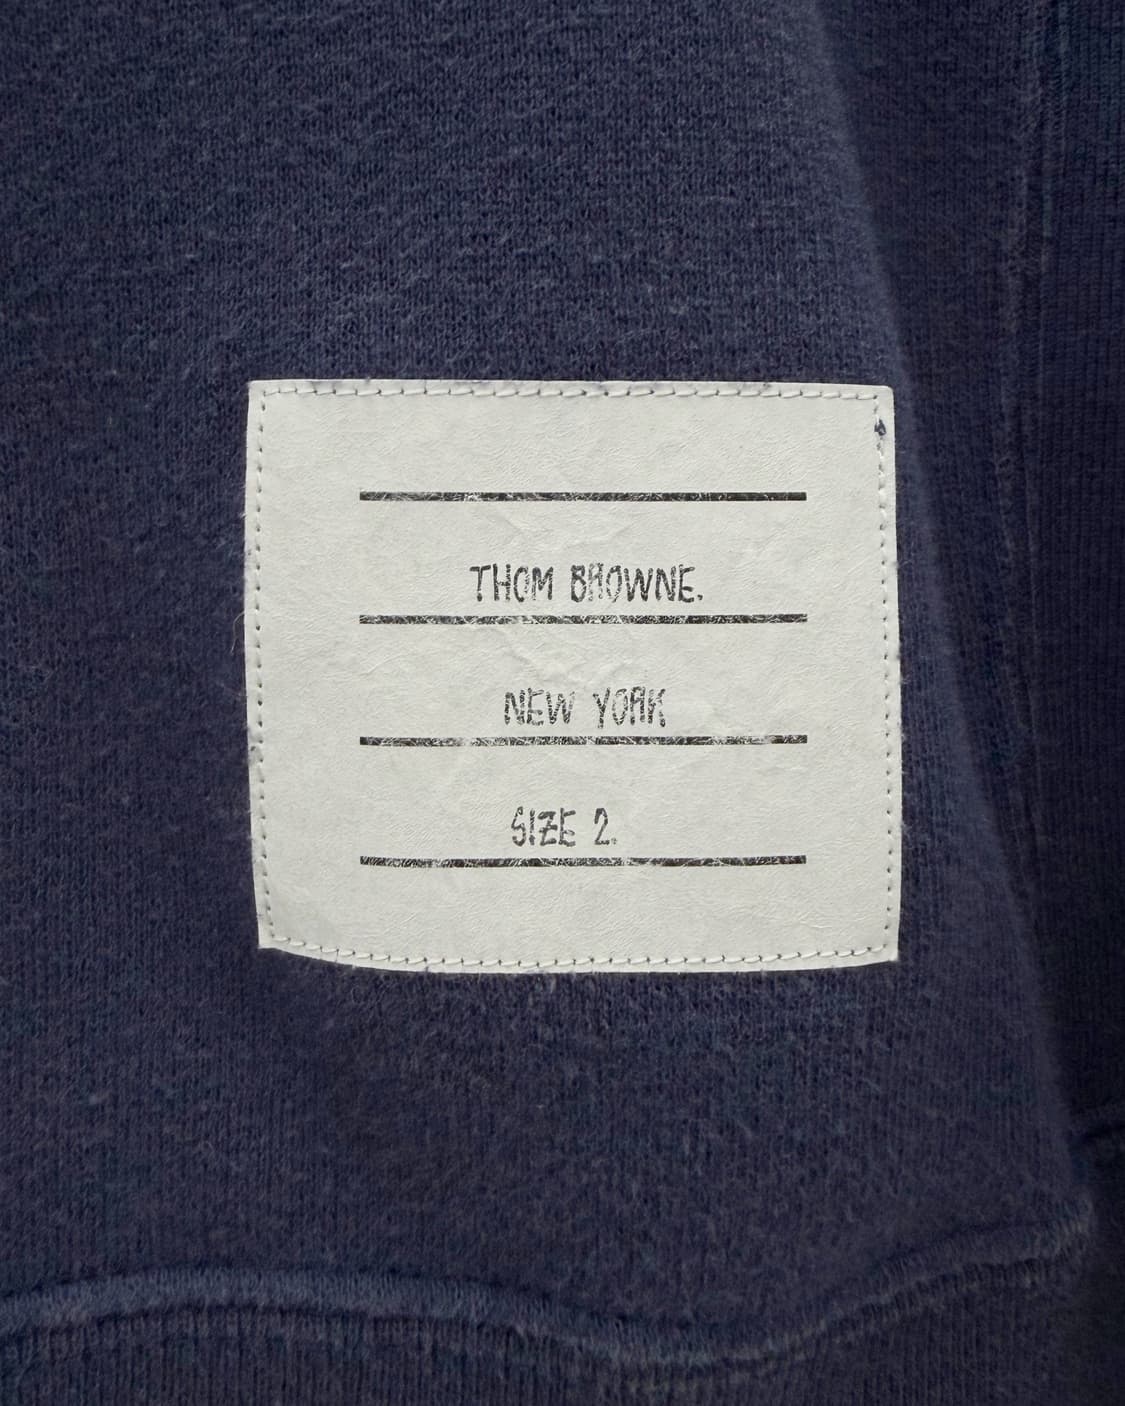 THOM BROWNE.
NEW YORK
SIZE 2.